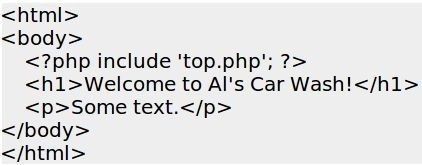 <html>
<body>
    <?php include 'top.php'; ?>
    <h1>Welcome to Al's Car Wash!</h1>
    <p>Some text.</p>
</body>
</html>